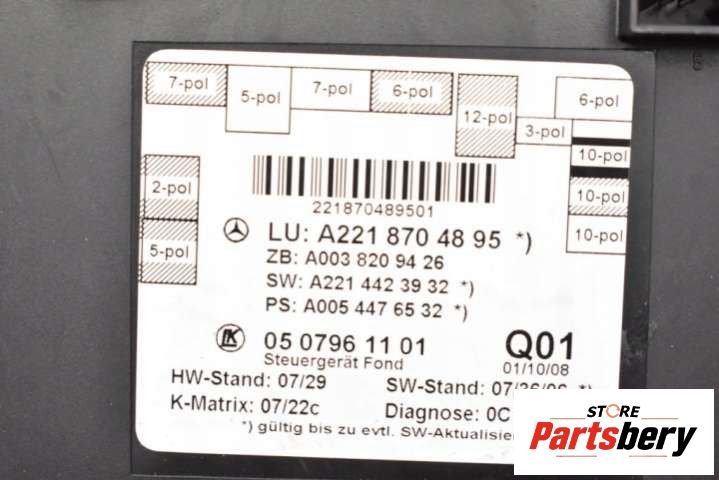 7-pol
5-pol
7-pol
6-pol
12-pol
3-pol
6-pol
10-pol
10-pol
10-pol
2-pol
5-pol
221870489501
LU: A221 870 48 95 *)
ZB: A003 820 94 26
SW: A221 442 39 32 *)
PS: A005 447 65 32 *)
LK 05 0796 11 01 Q01
Steuergerät Fond 01/10/08
HW-Stand: 07/29 SW-Stand:
K-Matrix: 07/22c Diagnose: 0C
*) gültig bis zu evtl.
STORE
Partsbery